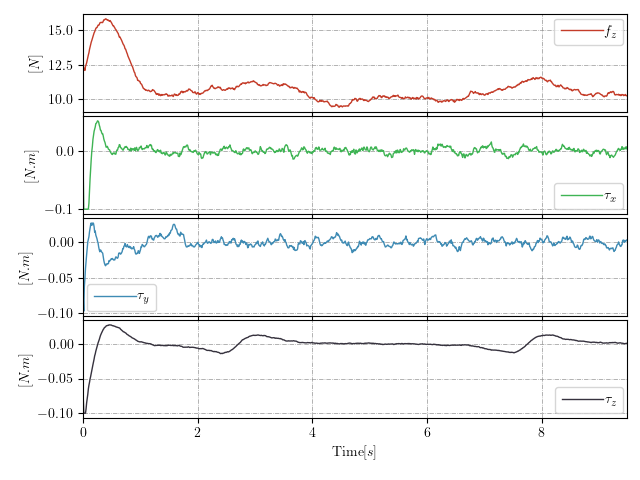 15.0
12.5
10.0
[N]
f_z
0.0
−0.1
[N.m]
τ_x
0.00
−0.05
−0.10
[N.m]
τ_y
0.00
−0.05
−0.10
[N.m]
τ_z
0 2 4 6 8
Time[s]